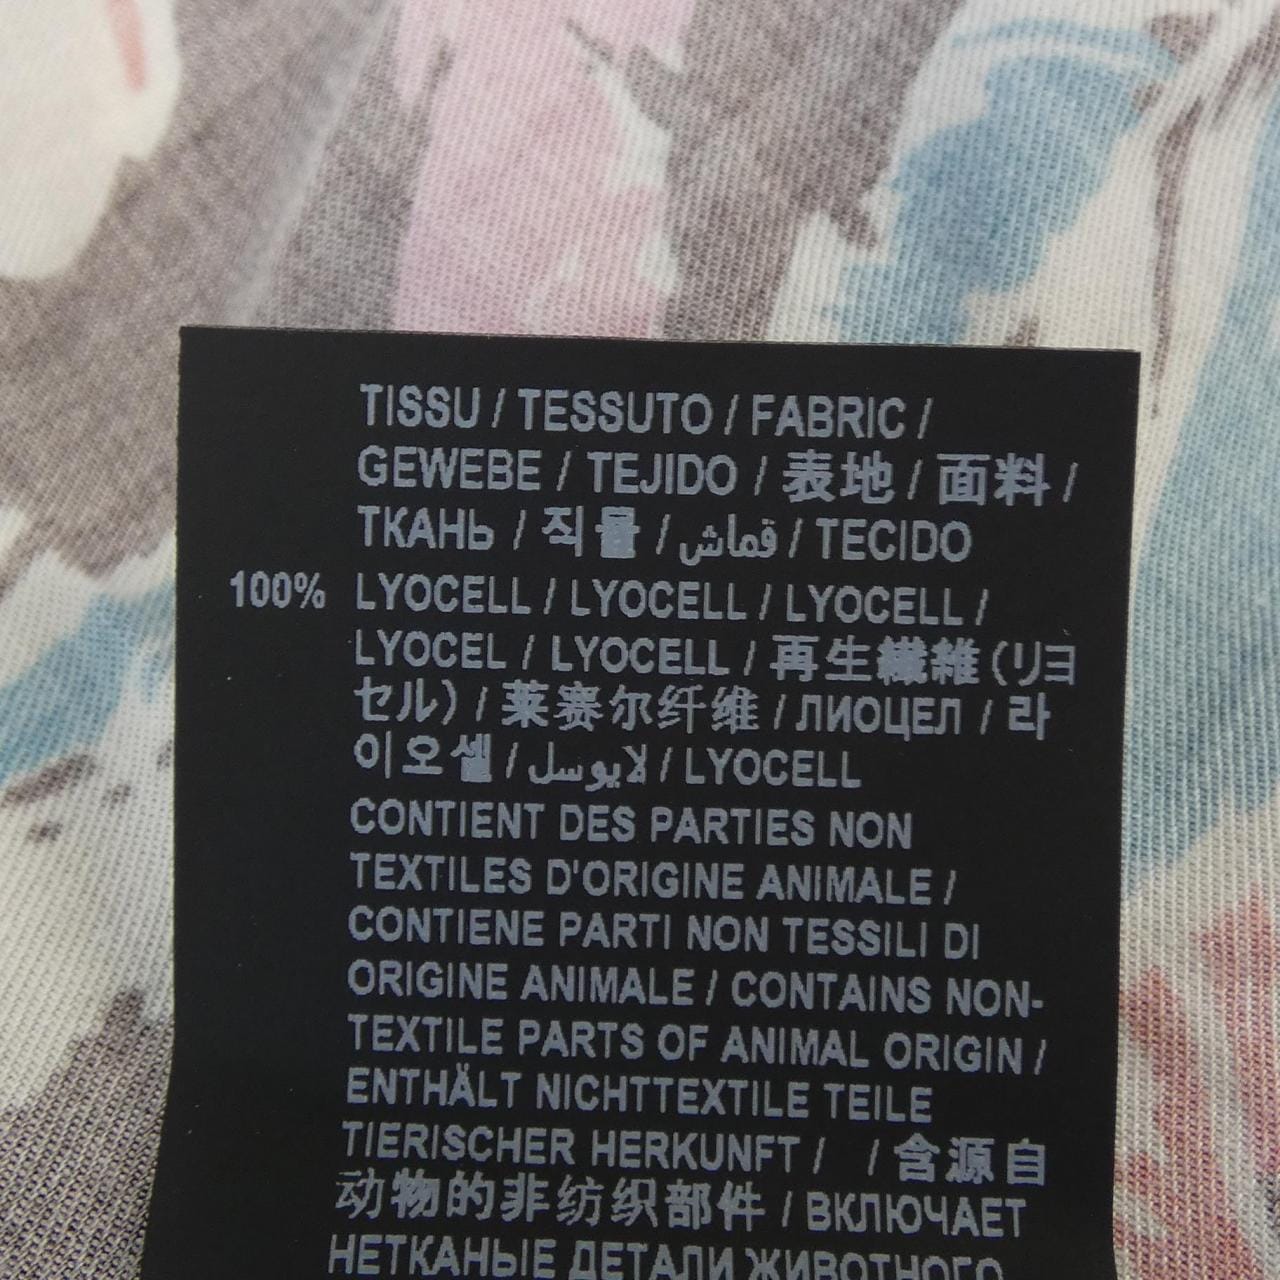 TISSU / TESSUTO / FABRIC /
GEWEBE / TEJIDO / 表地 / 面料 /
ТКАНЬ / 직물 / قماش / TECIDO
100% LYOCELL / LYOCELL / LYOCELL /
LYOCEL / LYOCELL / 再生繊維(リヨ
セル) / 莱赛尔纤维 / ЛИОЦЕЛ / 라
이오셀 / لايوسل / LYOCELL
CONTIENT DES PARTIES NON
TEXTILES D'ORIGINE ANIMALE /
CONTIENE PARTI NON TESSILI DI
ORIGINE ANIMALE / CONTAINS NON-
TEXTILE PARTS OF ANIMAL ORIGIN /
ENTHÄLT NICHTTEXTILE TEILE
TIERISCHER HERKUNFT / / 含源自
动物的非纺织部件 / ВКЛЮЧАЕТ
НЕТКАНЫЕ ДЕТАЛИ ЖИВОТНОГО